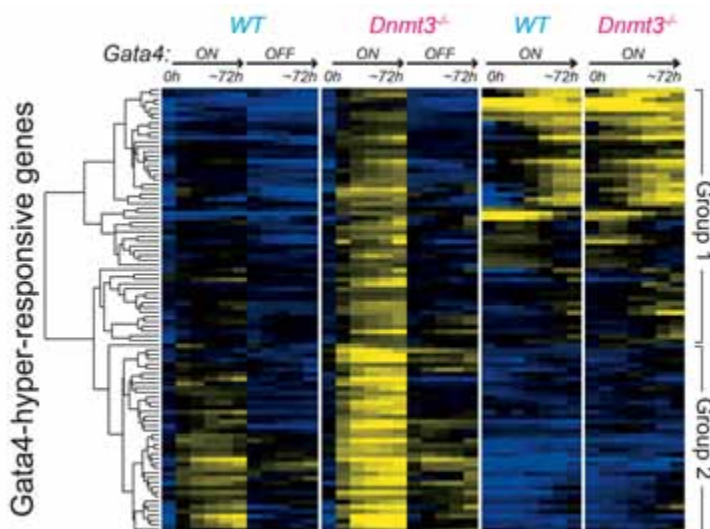 WT Dnmt3-/- WT Dnmt3-/-
Gata4: ON OFF ON OFF ON ON
0h ~72h ~72h 0h ~72h ~72h 0h ~72h 0h ~72h
Gata4-hyper-responsive genes
Group 1
Group 2